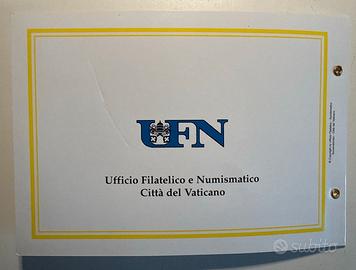 UFN
Ufficio Filatelico e Numismatico
Città del Vaticano
subito